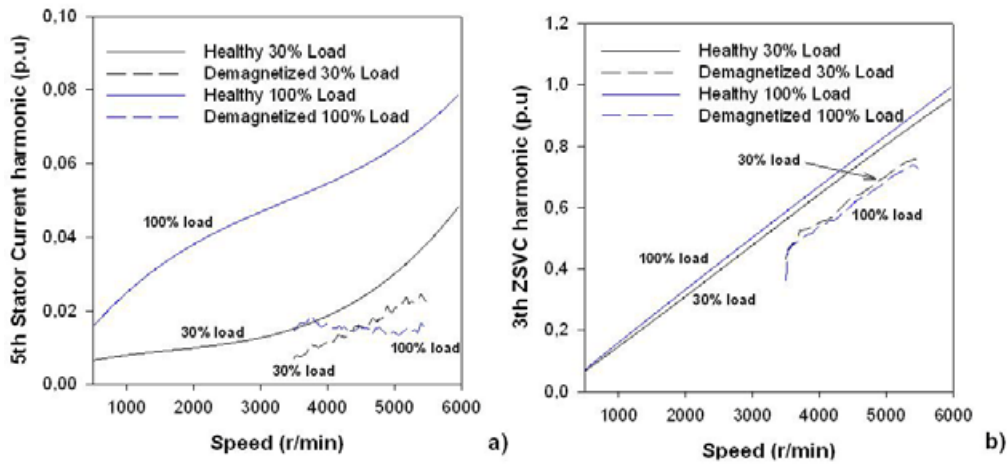 5th Stator Current harmonic (p.u)
0,10
0.08
0.06
0.04
0.02
0,00
Healthy 30% Load
Demagnetized 30% Load
Healthy 100% Load
Demagnetized 100% Load
100% load
30% load
30% load
100% load
1000 2000 3000 4000 5000 6000
Speed (r/min)
a)
3th ZSVC harmonic (p.u)
1.2
1.0
0.8
0.6
0.4
0.2
0.0
Healthy 30% Load
Demagnetized 30% Load
Healthy 100% Load
Demagnetized 100% Load
30% load
100% load
100% load
30% load
1000 2000 3000 4000 5000 6000
Speed (r/min)
b)